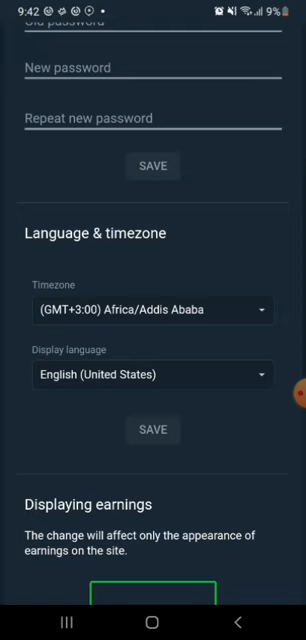 9:42
9%
Old password
New password
Repeat new password
SAVE
Language & timezone
Timezone
(GMT+3:00) Africa/Addis Ababa
Display language
English (United States)
SAVE
Displaying earnings
The change will affect only the appearance of
earnings on the site.